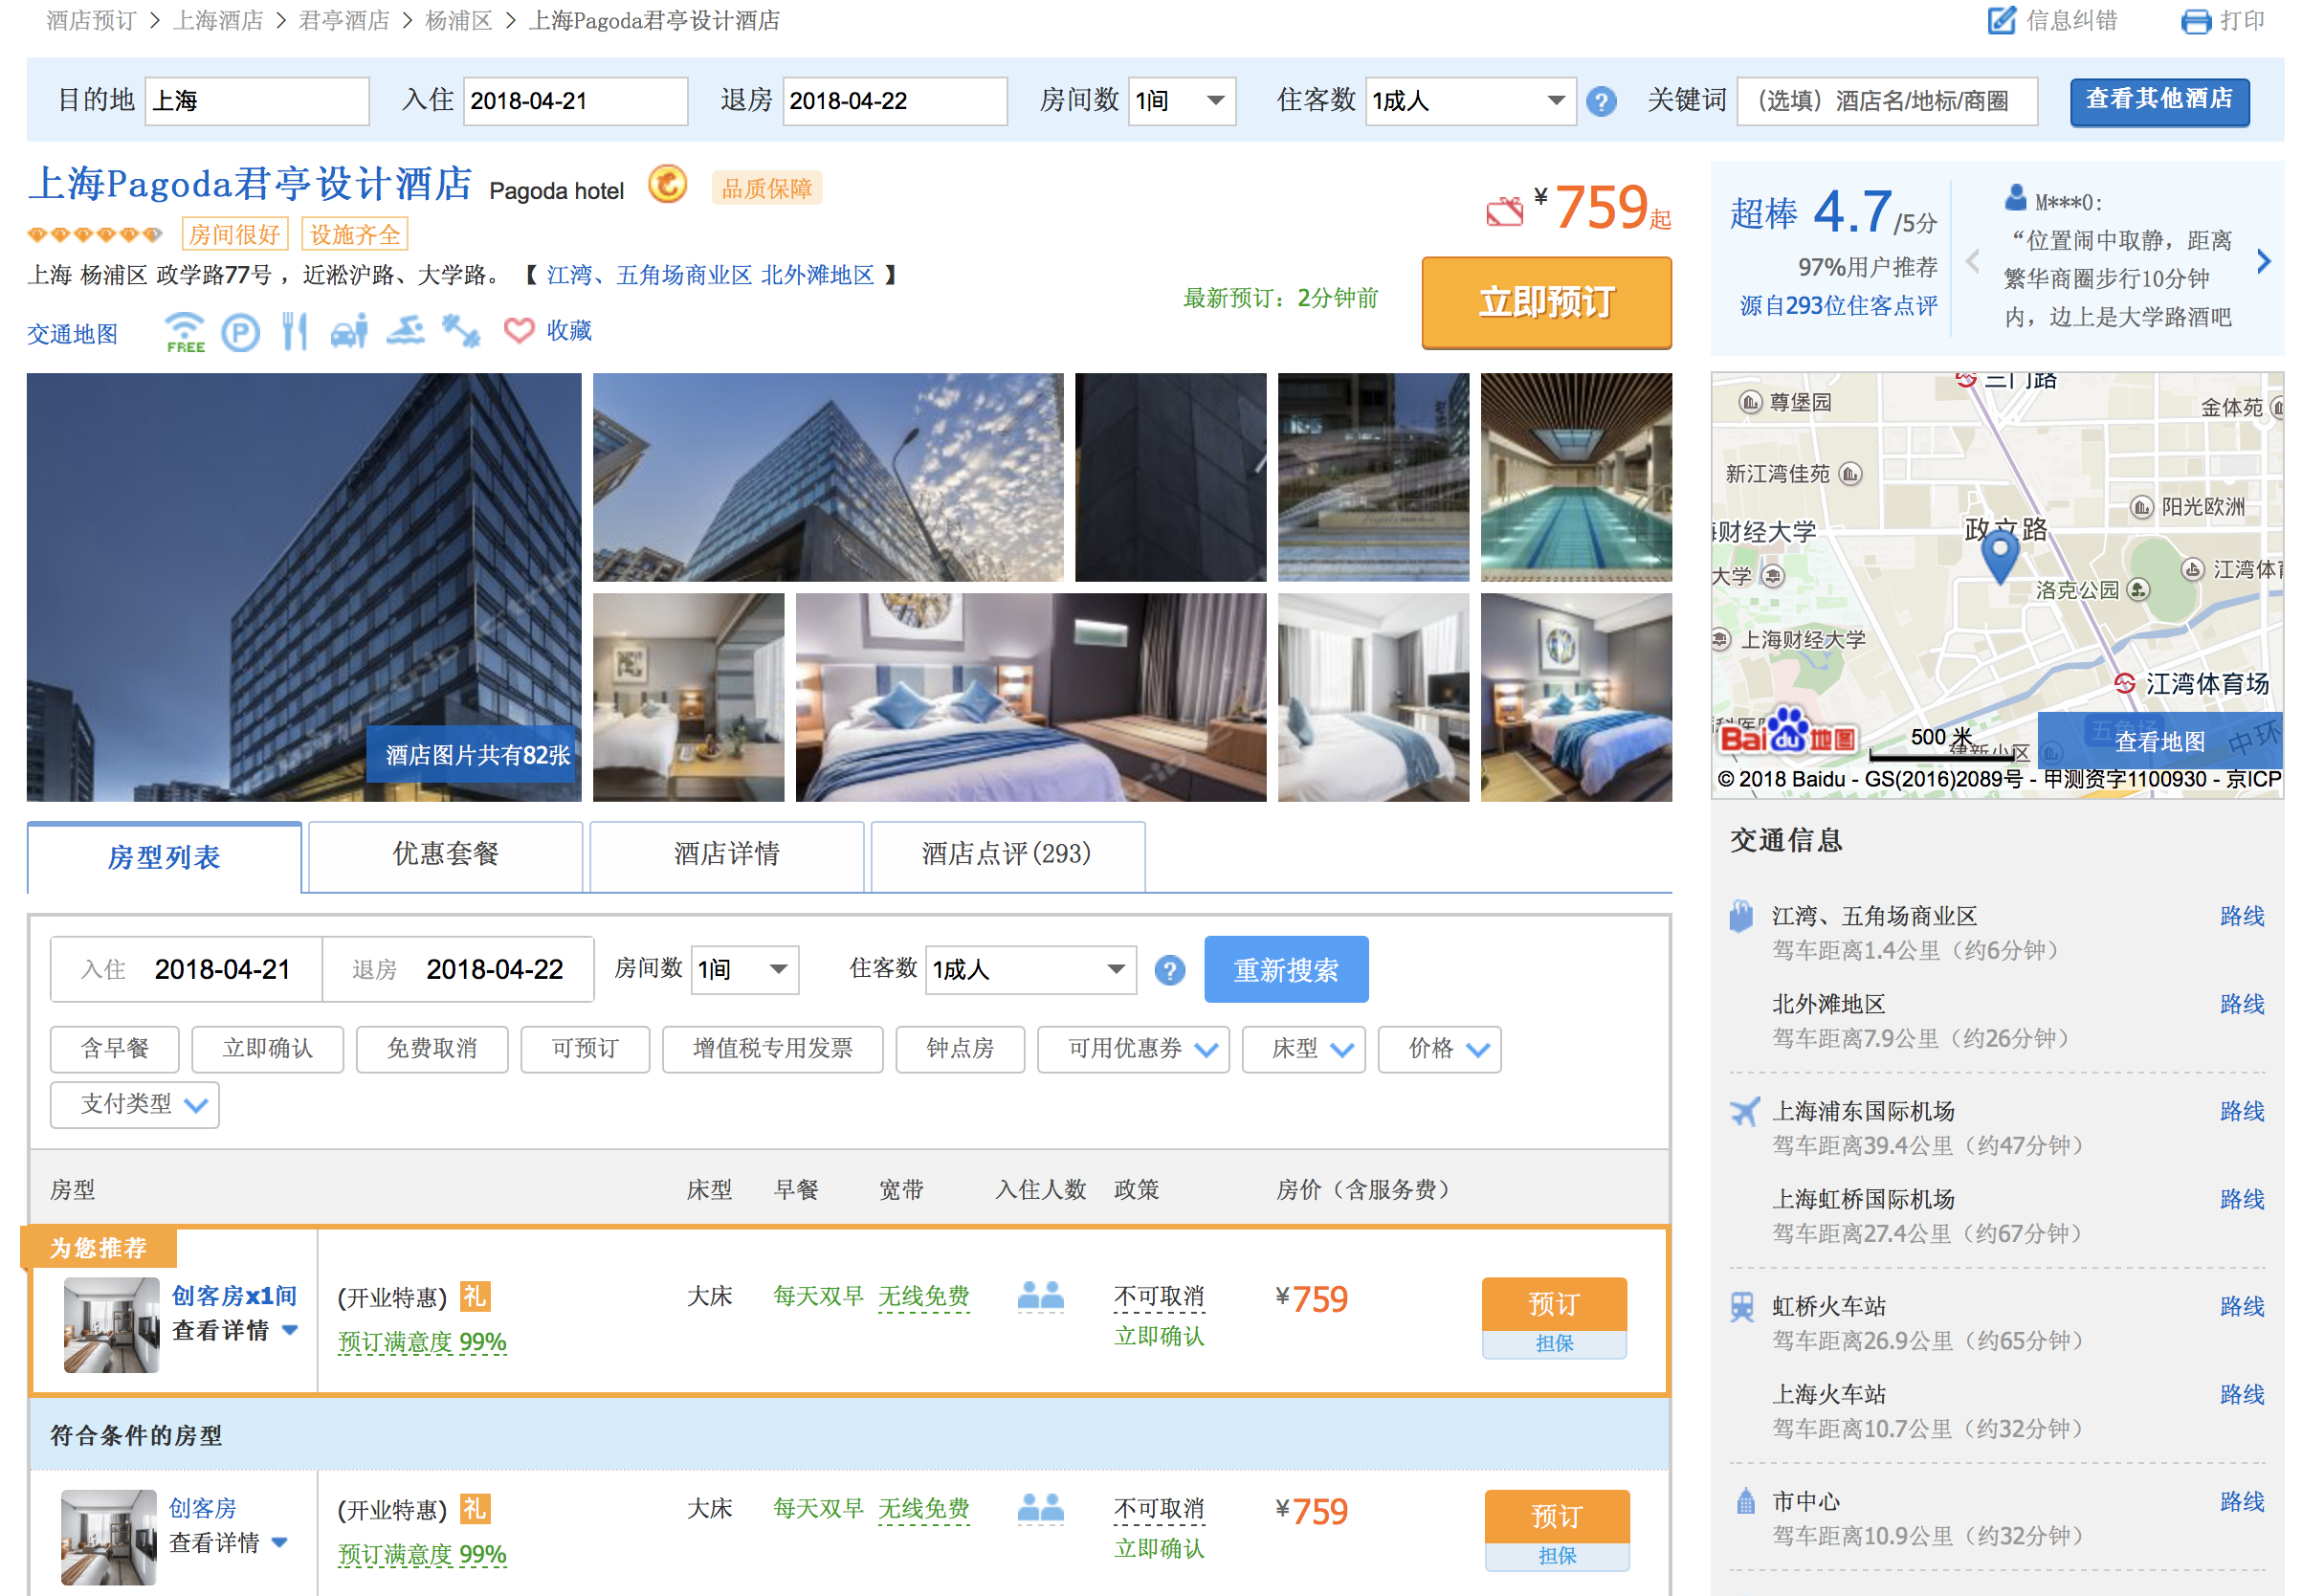 酒店预订 > 上海酒店 > 君亭酒店 > 杨浦区 > 上海Pagoda君亭设计酒店
信息纠错 打印
目的地 上海 入住 2018-04-21 退房 2018-04-22 房间数 1间 住客数 1成人 ? 关键词 （选填）酒店名/地标/商圈 查看其他酒店
上海Pagoda君亭设计酒店 Pagoda hotel 品质保障
房间很好 设施齐全
上海 杨浦区 政学路77号 ，近淞沪路、大学路。 【 江湾、五角场商业区 北外滩地区 】
交通地图 FREE P 收藏
¥759起
最新预订：2分钟前
立即预订
超棒 4.7/5分
97%用户推荐
源自293位住客点评
M***0：
“位置闹中取静，距离
繁华商圈步行10分钟
内，边上是大学路酒吧
酒店图片共有82张
三门路
尊堡园
金体苑
新江湾佳苑
阳光欧洲
财经大学
政立路
大学
江湾体育
洛克公园
上海财经大学
江湾体育场
Baidu地图
500 米
建新小区
五角场
查看地图
中环
© 2018 Baidu - GS(2016)2089号 - 甲测资字1100930 - 京ICP
房型列表 优惠套餐 酒店详情 酒店点评(293)
入住 2018-04-21 退房 2018-04-22 房间数 1间 住客数 1成人 ? 重新搜索
含早餐 立即确认 免费取消 可预订 增值税专用发票 钟点房 可用优惠券 床型 价格
支付类型
房型 床型 早餐 宽带 入住人数 政策 房价（含服务费）
为您推荐
创客房x1间 (开业特惠) 礼 大床 每天双早 无线免费 不可取消 ¥759 预订
查看详情 预订满意度 99% 立即确认 担保
符合条件的房型
创客房 (开业特惠) 礼 大床 每天双早 无线免费 不可取消 ¥759 预订
查看详情 预订满意度 99% 立即确认 担保
交通信息
江湾、五角场商业区 路线
驾车距离1.4公里（约6分钟）
北外滩地区 路线
驾车距离7.9公里（约26分钟）
上海浦东国际机场 路线
驾车距离39.4公里（约47分钟）
上海虹桥国际机场 路线
驾车距离27.4公里（约67分钟）
虹桥火车站 路线
驾车距离26.9公里（约65分钟）
上海火车站 路线
驾车距离10.7公里（约32分钟）
市中心 路线
驾车距离10.9公里（约32分钟）